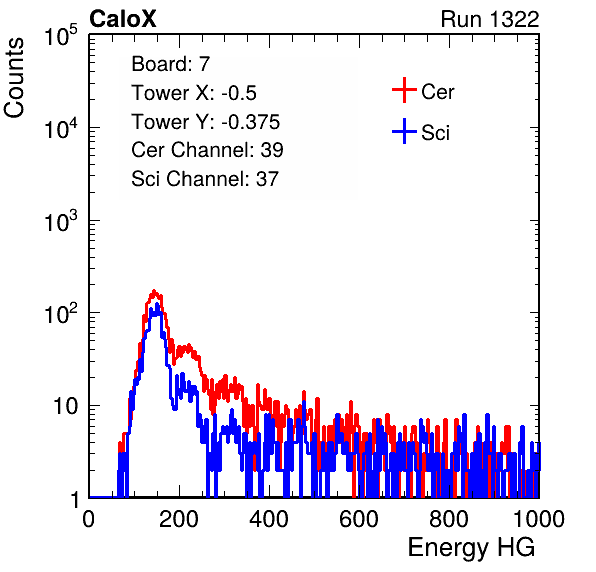 CaloX Run 1322
Counts
10^5
10^4
10^3
10^2
10
1
Board: 7
Tower X: -0.5
Tower Y: -0.375
Cer Channel: 39
Sci Channel: 37
Cer
Sci
0 200 400 600 800 1000
Energy HG